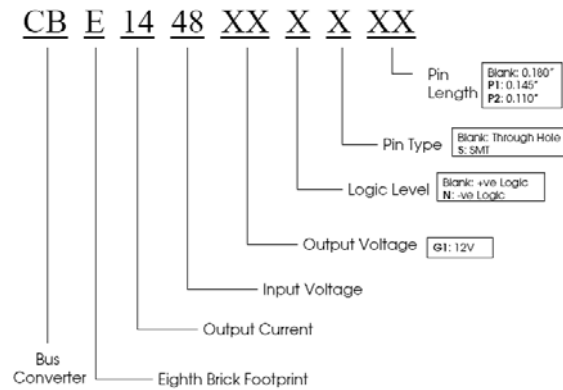 CB E 14 48 XX X X XX
Pin
Length
Blank: 0.180"
P1: 0.145"
P2: 0.110"
Pin Type
Blank: Through Hole
S: SMT
Logic Level
Blank: +ve Logic
N: -ve Logic
Output Voltage
G1: 12V
Input Voltage
Output Current
Bus
Converter
Eighth Brick Footprint